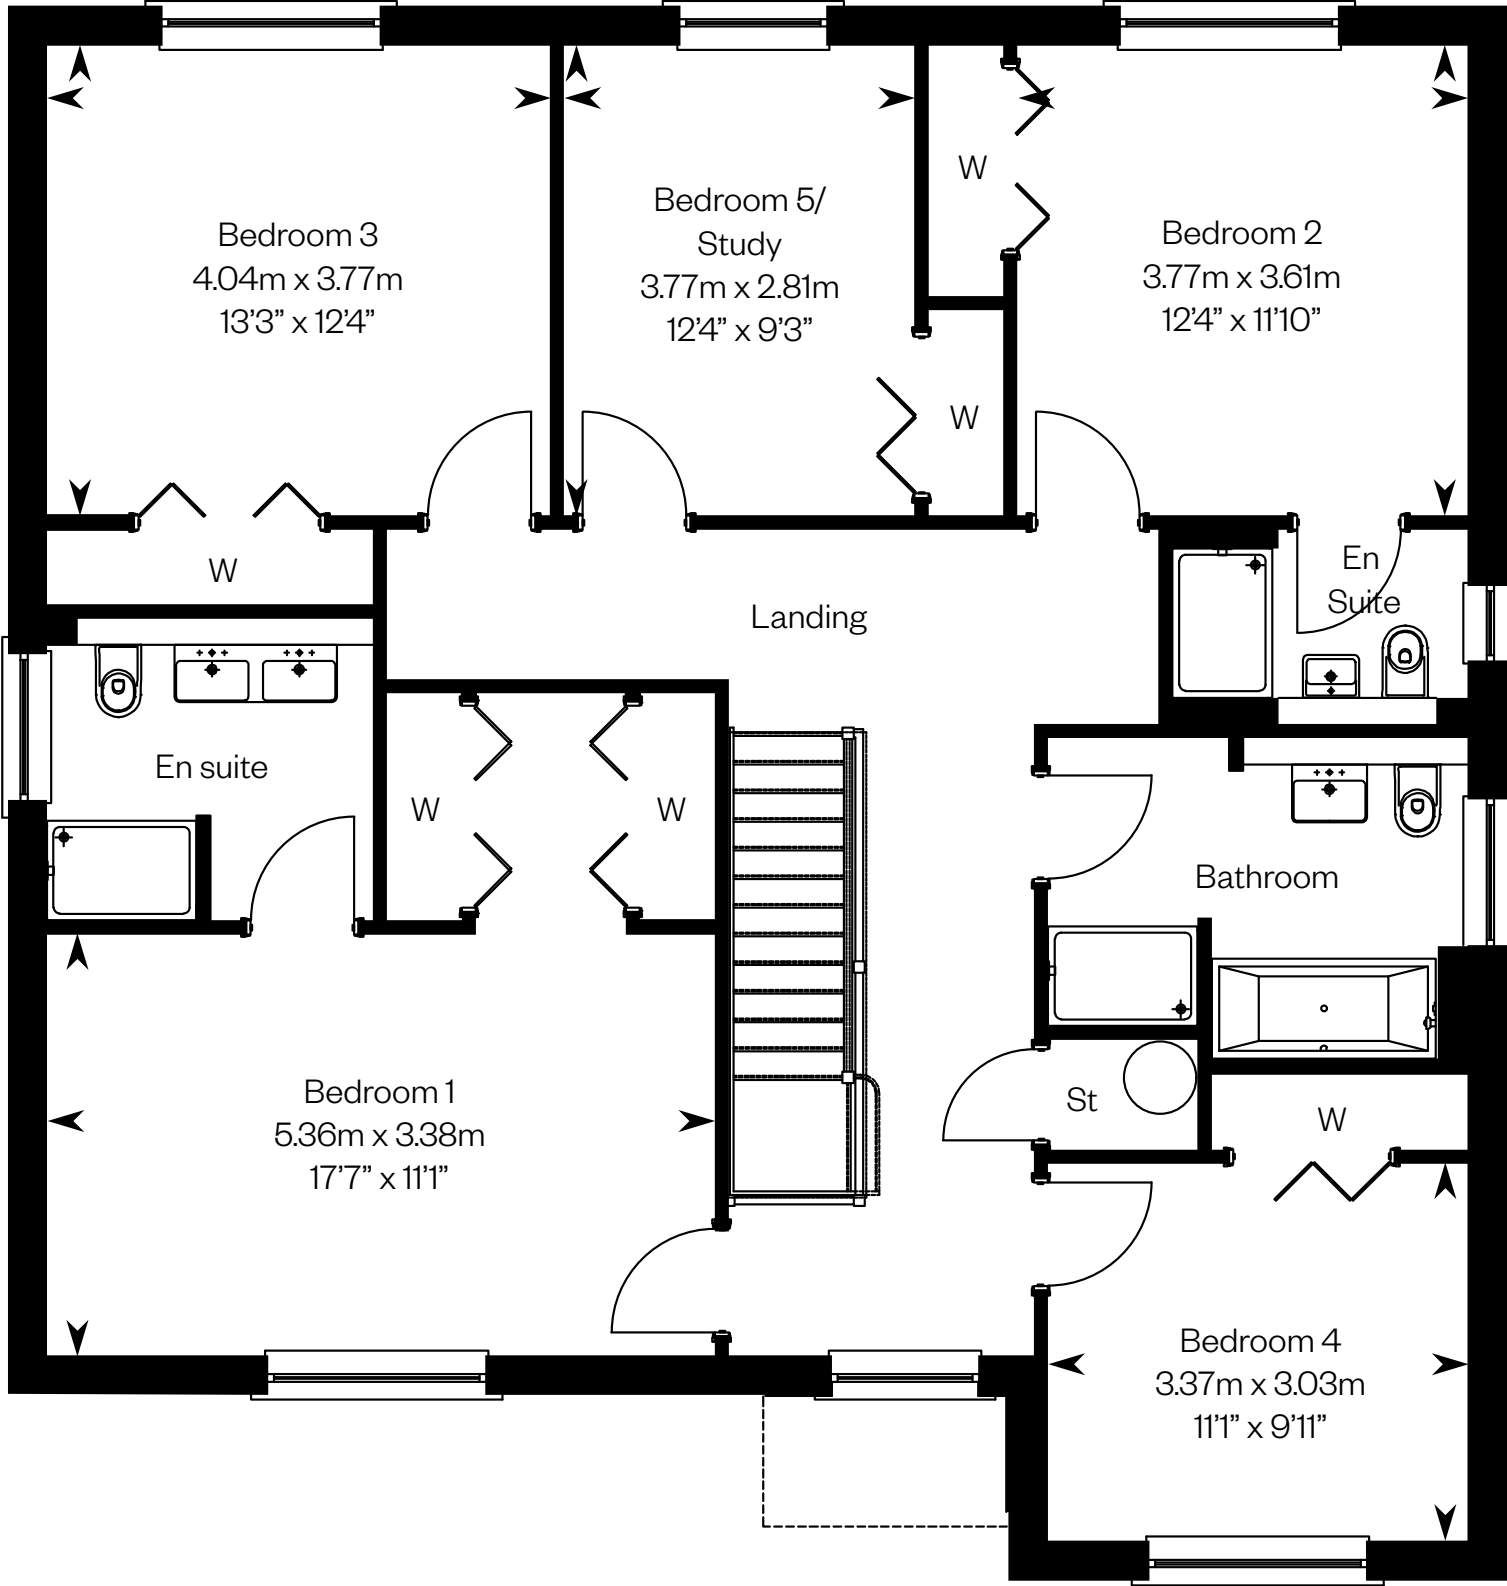 Bedroom 3
4.04m x 3.77m
13’3” x 12’4”
Bedroom 5/
Study
3.77m x 2.81m
12’4” x 9’3”
W
Bedroom 2
3.77m x 3.61m
12’4” x 11’10”
W
W
Landing
En
Suite
En suite
W
W
Bathroom
Bedroom 1
5.36m x 3.38m
17’7” x 11’1”
St
W
Bedroom 4
3.37m x 3.03m
11’1” x 9’11”